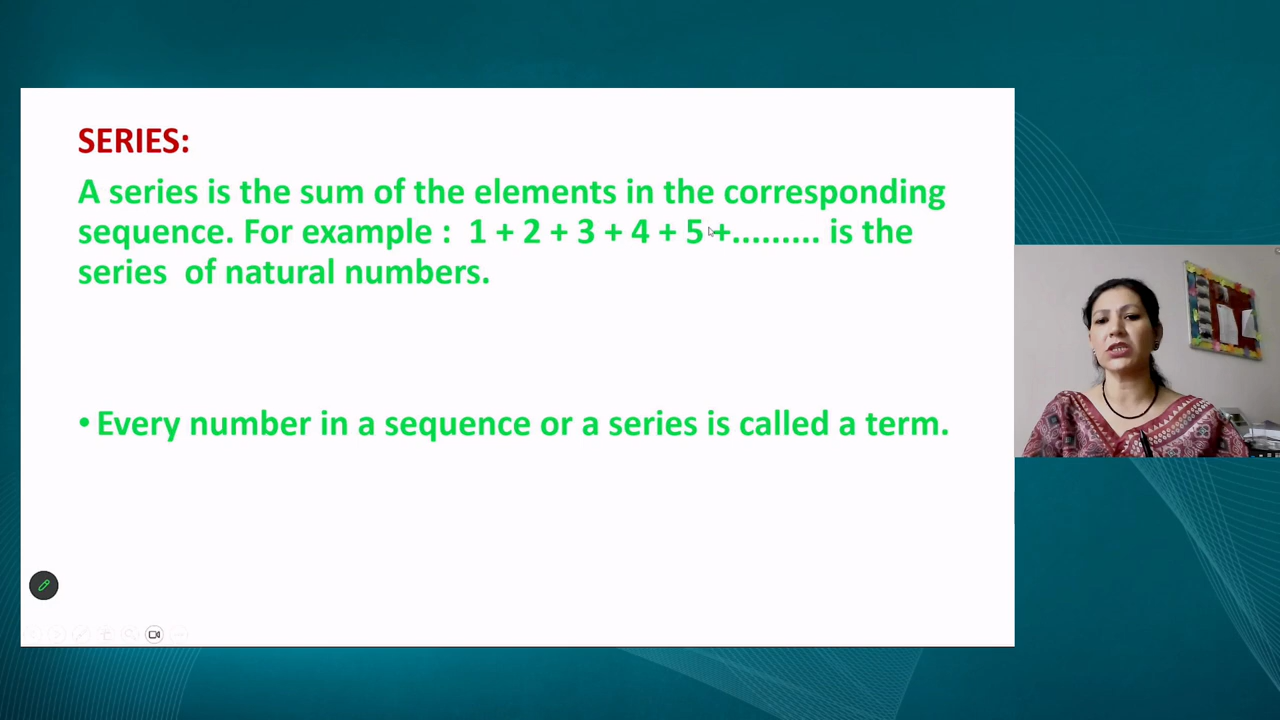 SERIES:
A series is the sum of the elements in the corresponding
sequence. For example : 1 + 2 + 3 + 4 + 5 +......... is the
series of natural numbers.
• Every number in a sequence or a series is called a term.